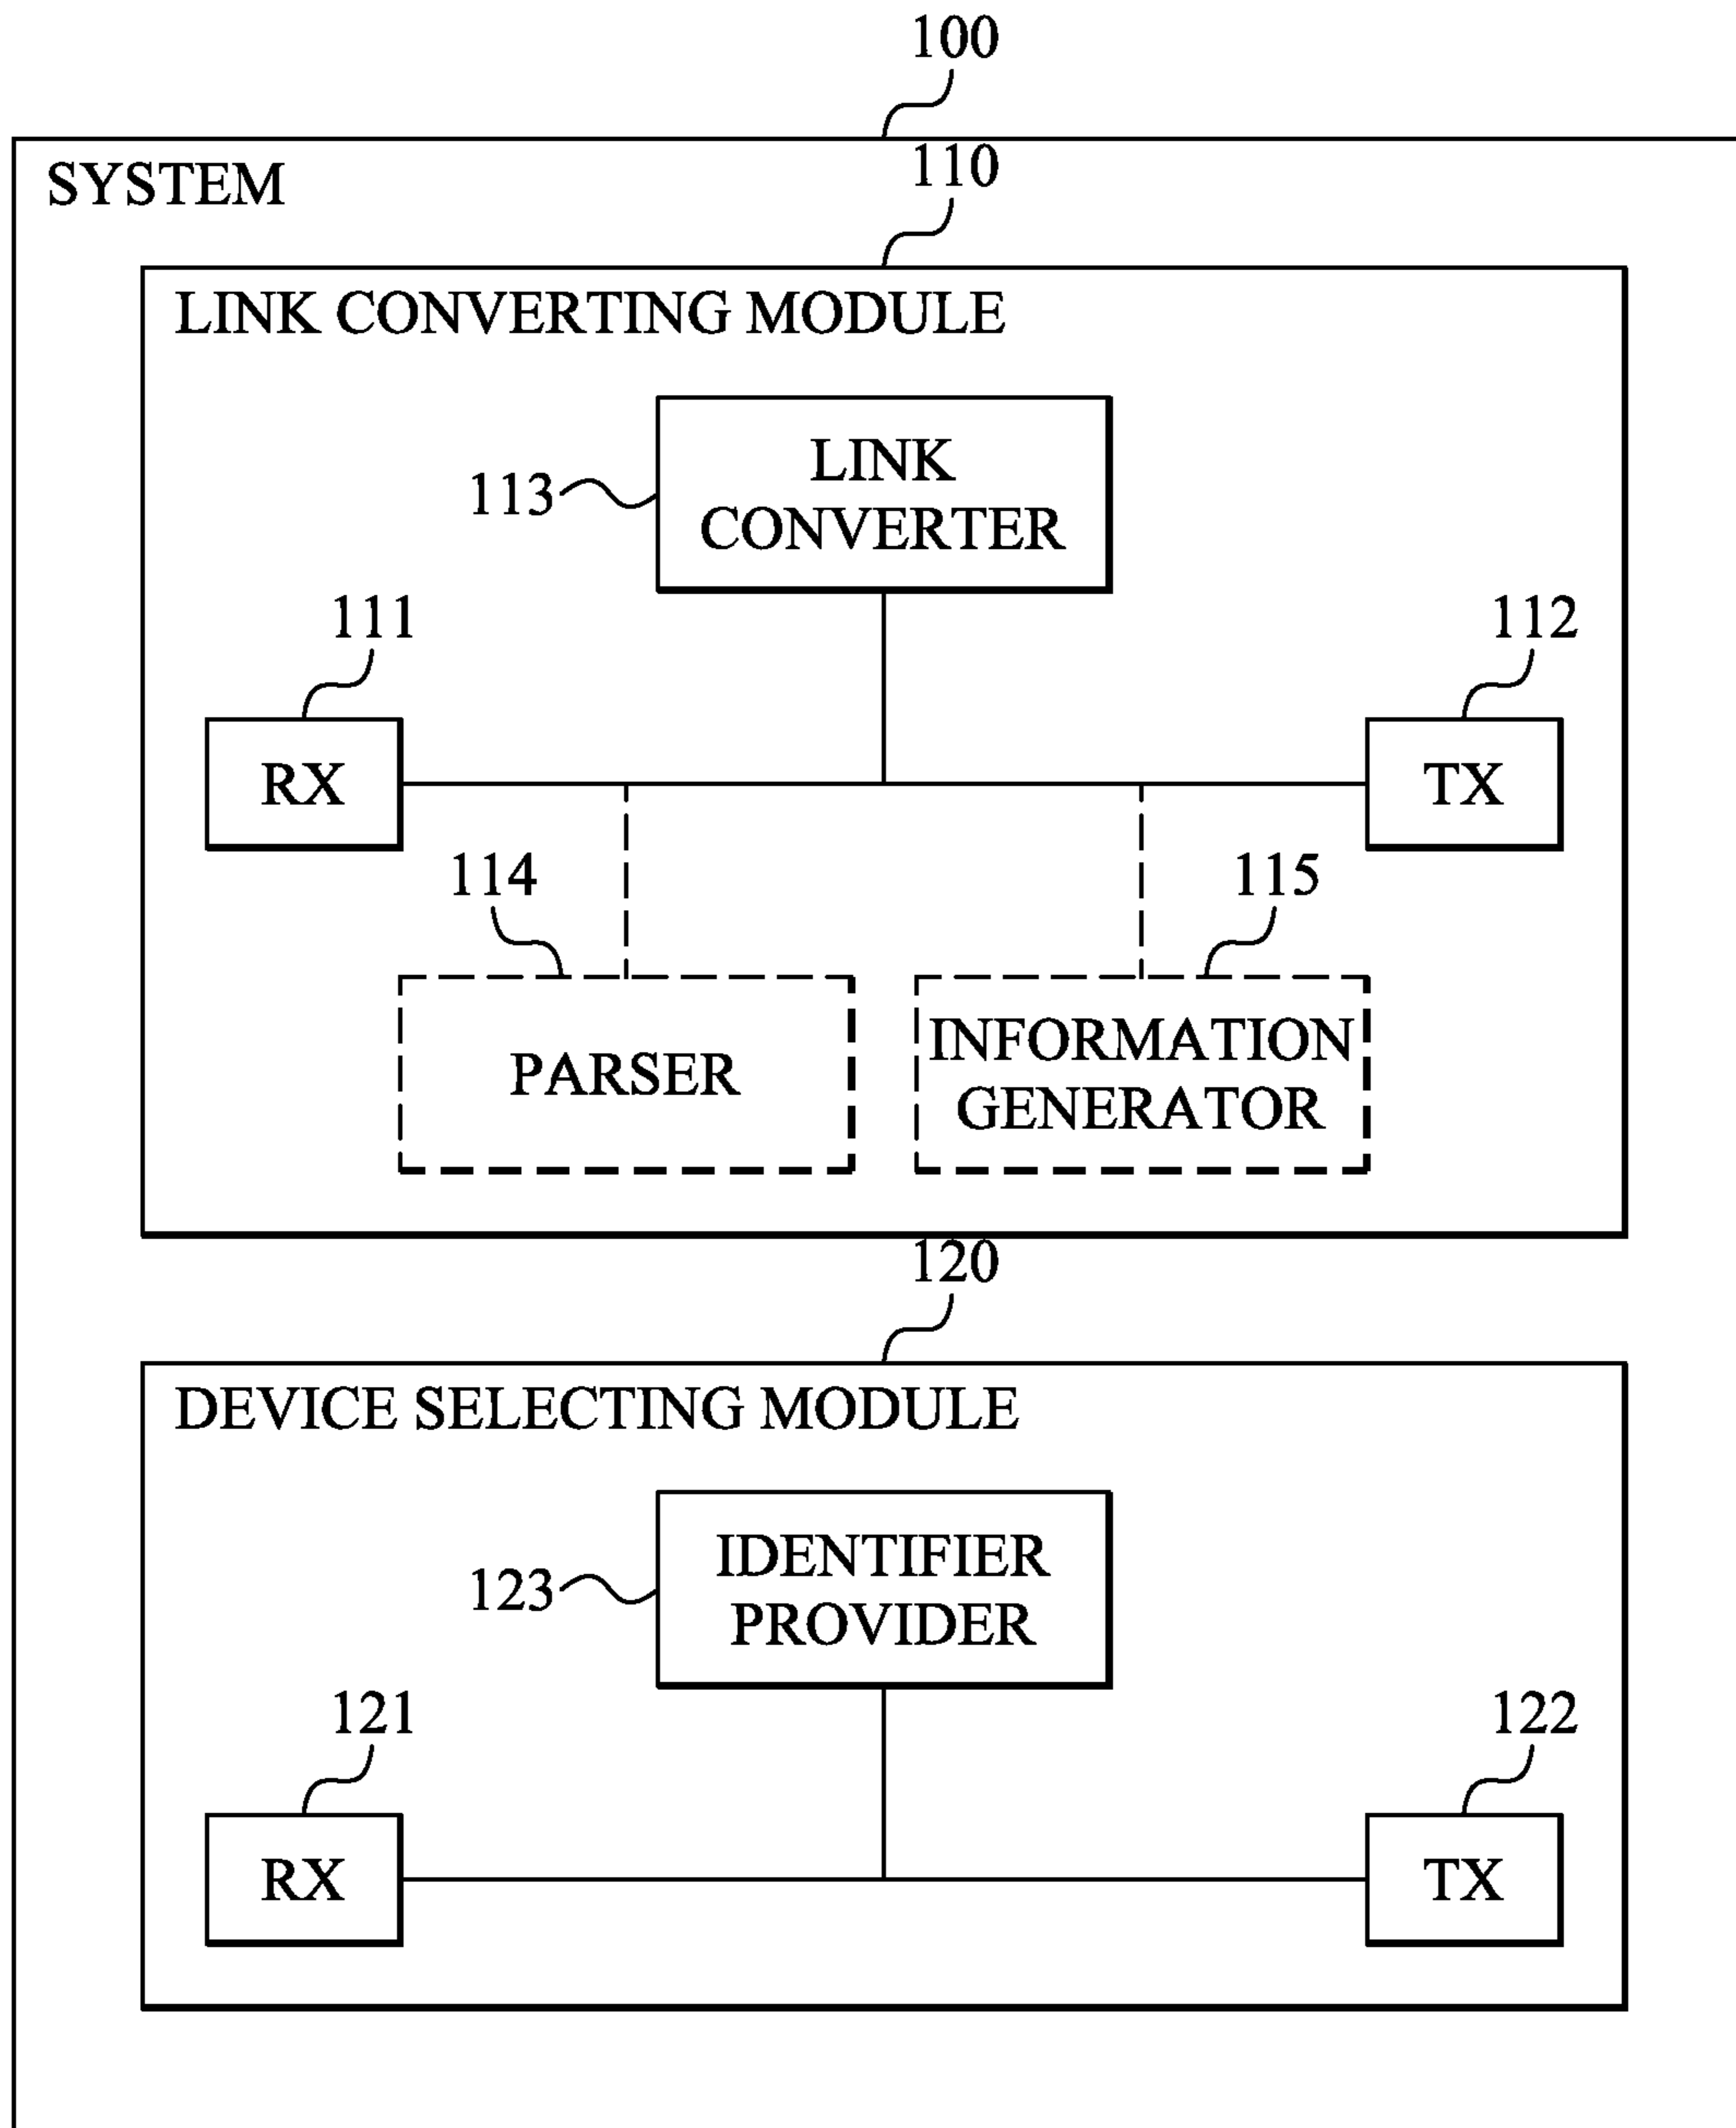 100
SYSTEM
110
LINK CONVERTING MODULE
LINK
CONVERTER
113
111
112
RX
TX
114
115
PARSER
INFORMATION
GENERATOR
120
DEVICE SELECTING MODULE
IDENTIFIER
PROVIDER
123
121
122
RX
TX